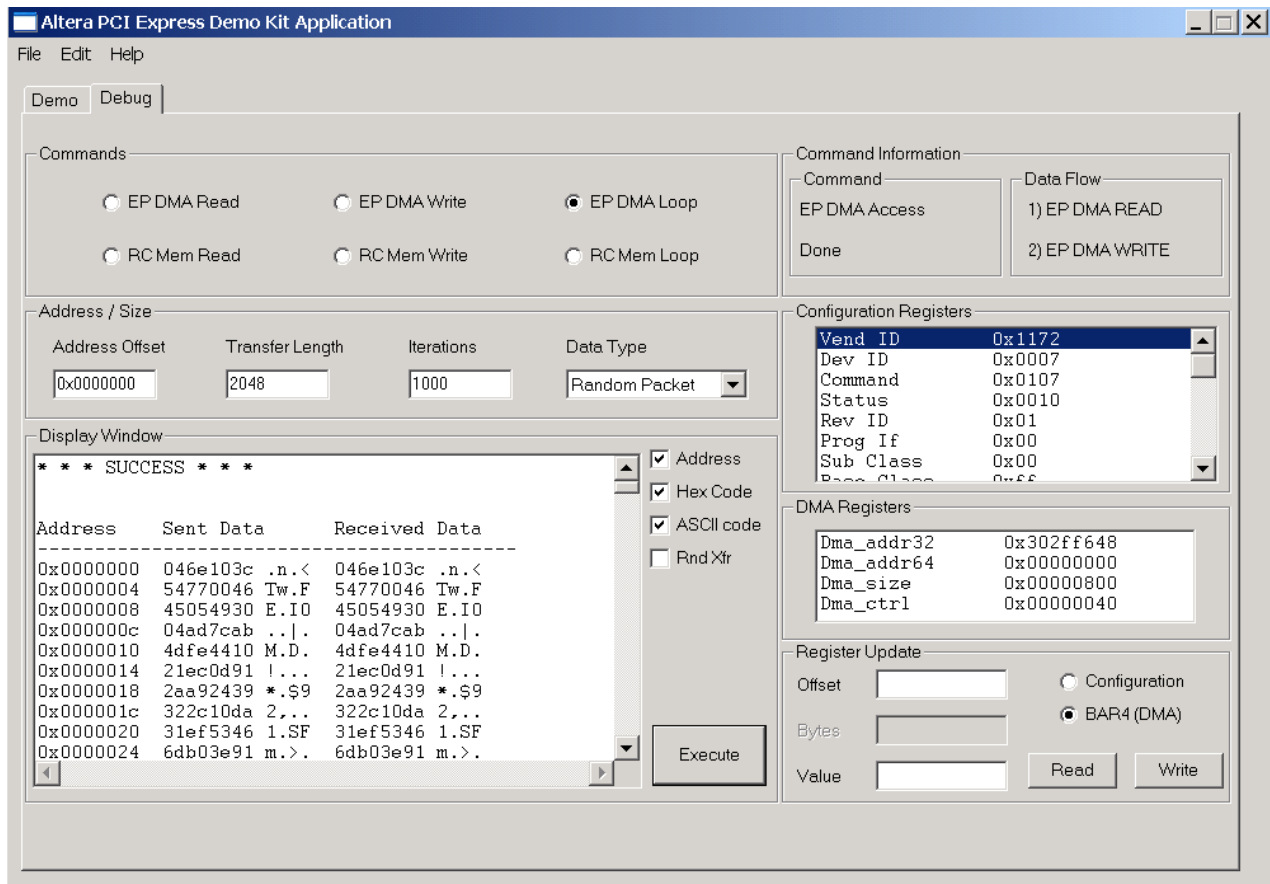 Altera PCI Express Demo Kit Application
File Edit Help
Demo Debug
Commands
EP DMA Read EP DMA Write EP DMA Loop
RC Mem Read RC Mem Write RC Mem Loop
Command Information
Command
EP DMA Access
Done
Data Flow
1) EP DMA READ
2) EP DMA WRITE
Address / Size
Address Offset Transfer Length Iterations Data Type
0x0000000 2048 1000 Random Packet
Configuration Registers
Vend ID 0x1172
Dev ID 0x0007
Command 0x0107
Status 0x0010
Rev ID 0x01
Prog If 0x00
Sub Class 0x00
Base Class 0xff
Display Window
* * * SUCCESS * * *
Address Sent Data Received Data
--------------------------------------------
0x0000000 046e103c .n.< 046e103c .n.<
0x0000004 54770046 Tw.F 54770046 Tw.F
0x0000008 45054930 E.I0 45054930 E.I0
0x000000c 04ad7cab ..|. 04ad7cab ..|.
0x0000010 4dfe4410 M.D. 4dfe4410 M.D.
0x0000014 21ec0d91 !... 21ec0d91 !...
0x0000018 2aa92439 *.$9 2aa92439 *.$9
0x000001c 322c10da 2,.. 322c10da 2,..
0x0000020 31ef5346 1.SF 31ef5346 1.SF
0x0000024 6db03e91 m.>. 6db03e91 m.>.
Address
Hex Code
ASCII code
Rnd Xfr
Execute
DMA Registers
Dma_addr32 0x302ff648
Dma_addr64 0x00000000
Dma_size 0x00000800
Dma_ctrl 0x00000040
Register Update
Offset Configuration
Bytes BAR4 (DMA)
Value Read Write